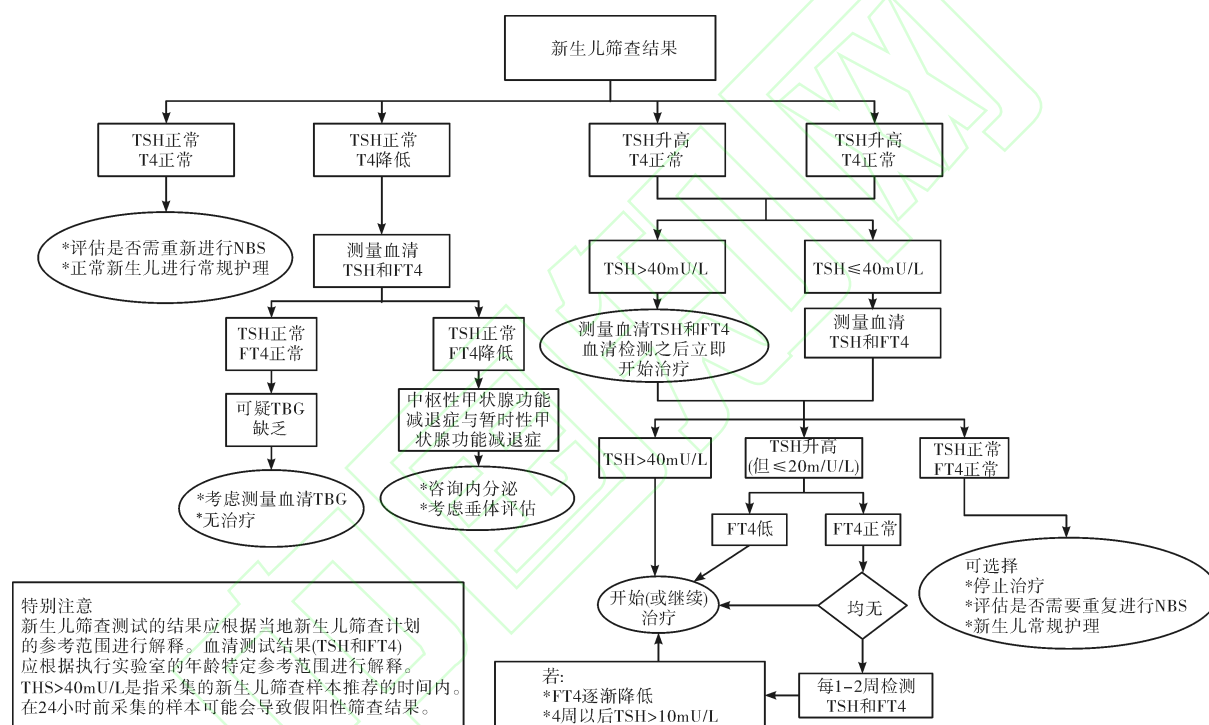 新生儿筛查结果
TSH正常
T4正常
TSH正常
T4降低
TSH升高
T4正常
TSH升高
T4正常
*评估是否需重新进行NBS
*正常新生儿进行常规护理
测量血清
TSH和FT4
TSH>40mU/L
TSH≤40mU/L
TSH正常
FT4正常
TSH正常
FT4降低
测量血清TSH和FT4
血清检测之后立即
开始治疗
测量血清
TSH和FT4
可疑TBG
缺乏
中枢性甲状腺功能
减退症与暂时性甲
状腺功能减退症
TSH>40mU/L
TSH升高
(但≤20m/U/L)
TSH正常
FT4正常
*考虑测量血清TBG
*无治疗
*咨询内分泌
*考虑垂体评估
FT4低
FT4正常
可选择
*停止治疗
*评估是否需要重复进行NBS
*新生儿常规护理
开始(或继续)
治疗
均无
特别注意
新生儿筛查测试的结果应根据当地新生儿筛查计划
的参考范围进行解释。血清测试结果(TSH和FT4)
应根据执行实验室的年龄特定参考范围进行解释。
THS>40mU/L是指采集的新生儿筛查样本推荐的时间内。
在24小时前采集的样本可能会导致假阳性筛查结果。
若:
*FT4逐渐降低
*4周以后TSH>10mU/L
每1-2周检测
TSH和FT4